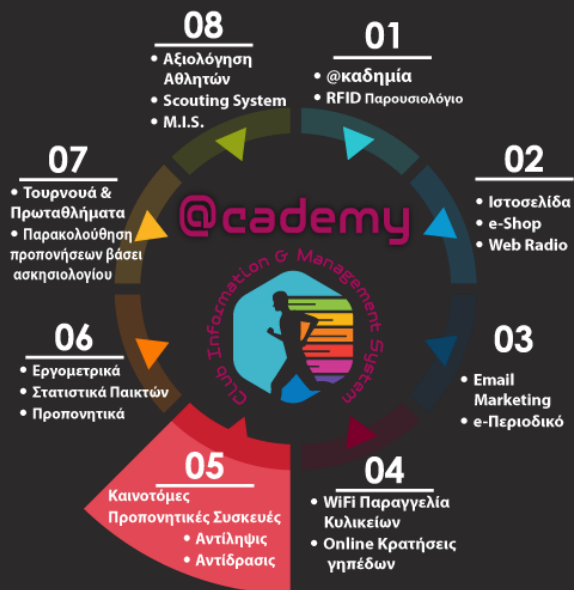 01
• @καδημία
• RFID Παρουσιολόγιο
02
• Ιστοσελίδα
• e-Shop
• Web Radio
03
• Email
Marketing
• e-Περιοδικό
04
• WiFi Παραγγελία
Κυλικείων
• Online Κρατήσεις
γηπέδων
05
Καινοτόμες
Προπονητικές Συσκευές
• Αντίληψις
• Αντίδρασις
06
• Εργομετρικά
• Στατιστικά Παικτών
• Προπονητικά
07
• Τουρνουά &
Πρωταθλήματα
• Παρακολούθηση
προπονήσεων βάσει
ασκησιολογίου
08
• Αξιολόγηση
Αθλητών
• Scouting System
• M.I.S.
@cademy
CLub Information & Management System